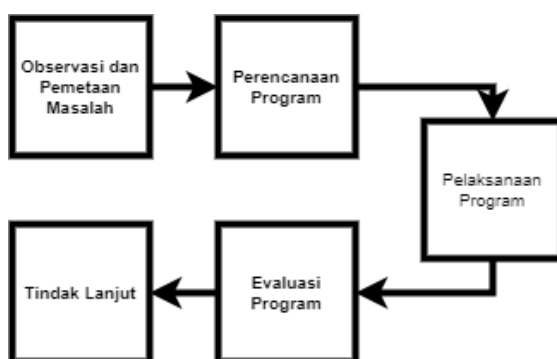 Observasi dan
Pemetaan
Masalah
Perencanaan
Program
Pelaksanaan
Program
Evaluasi
Program
Tindak Lanjut